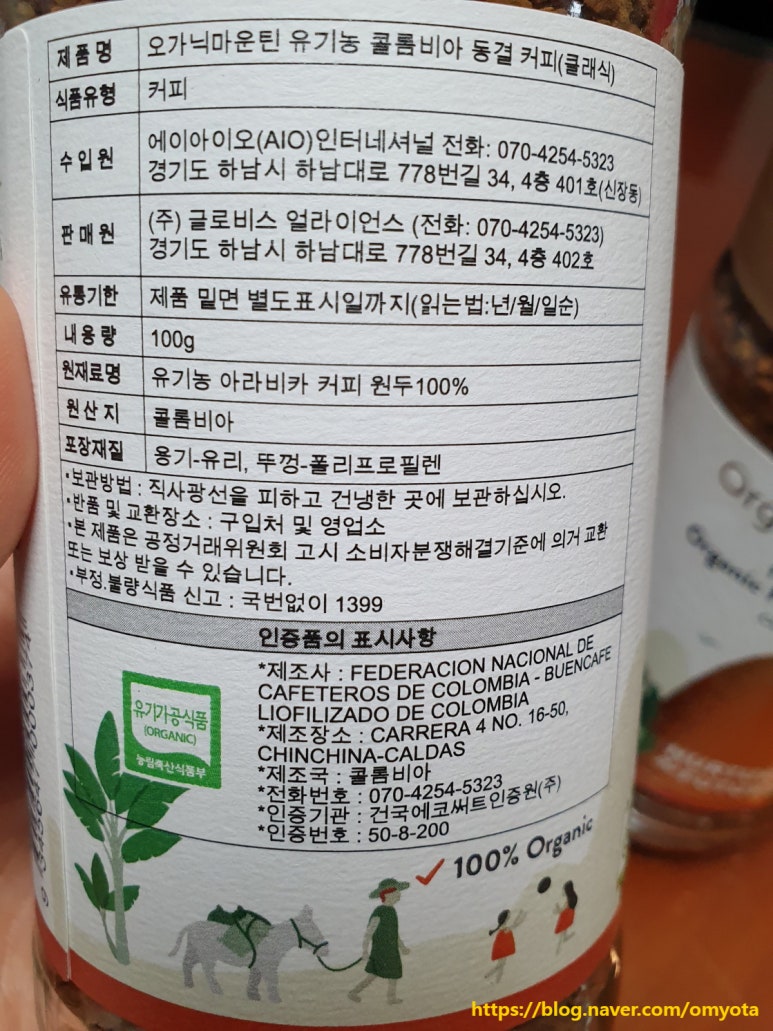 제품명 오가닉마운틴 유기농 콜롬비아 동결 커피(클래식)
식품유형 커피
수입원 에이아이오(AIO)인터네셔널 전화: 070-4254-5323
경기도 하남시 하남대로 778번길 34, 4층 401호(신장동)
판매원 (주) 글로비스 얼라이언스 (전화: 070-4254-5323)
경기도 하남시 하남대로 778번길 34, 4층 402호
유통기한 제품 밑면 별도표시일까지(읽는법:년/월/일순)
내용량 100g
원재료명 유기농 아라비카 커피 원두100%
원산지 콜롬비아
포장재질 용기-유리, 뚜껑-폴리프로필렌
·보관방법 : 직사광선을 피하고 건냉한 곳에 보관하십시오.
·반품 및 교환장소 : 구입처 및 영업소
·본 제품은 공정거래위원회 고시 소비자분쟁해결기준에 의거 교환
또는 보상 받을 수 있습니다.
·부정.불량식품 신고 : 국번없이 1399
인증품의 표시사항
유기가공식품
(ORGANIC)
농림축산식품부
*제조사 : FEDERACION NACIONAL DE
CAFETEROS DE COLOMBIA - BUENCAFE
LIOFILIZADO DE COLOMBIA
*제조장소 : CARRERA 4 NO. 16-50,
CHINCHINA-CALDAS
*제조국 : 콜롬비아
*전화번호 : 070-4254-5323
*인증기관 : 건국에코써트인증원(주)
*인증번호 : 50-8-200
100% Organic
Org
Organic
https://blog.naver.com/omyota